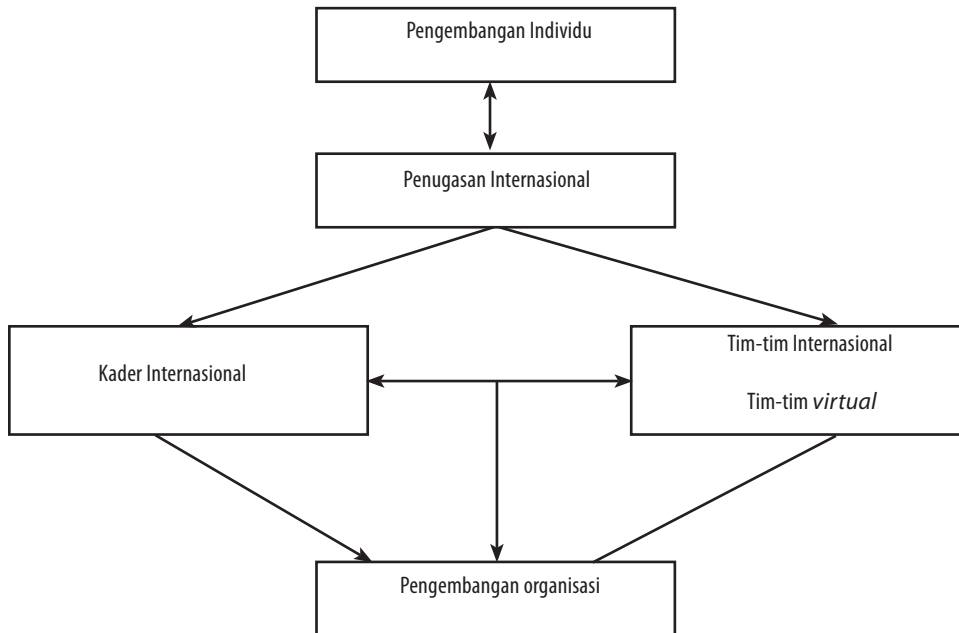 Pengembangan Individu
Penugasan Internasional
Kader Internasional
Tim-tim Internasional
Tim-tim virtual
Pengembangan organisasi